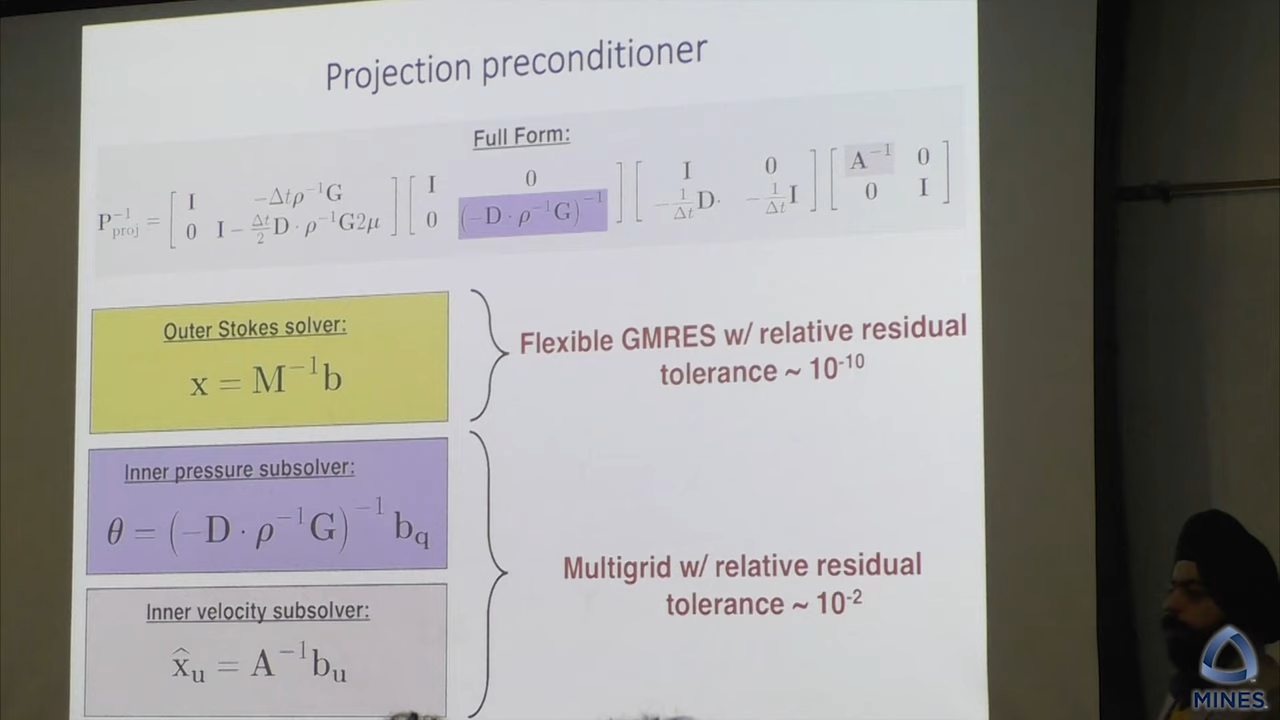 Projection preconditioner
Full Form:
P⁻¹proj = [ I −Δtρ⁻¹G ; 0 I − Δt/2 D · ρ⁻¹G2μ ] [ I 0 ; 0 (−D · ρ⁻¹G)⁻¹ ] [ I 0 ; −1/Δt D· −1/Δt I ] [ A⁻¹ 0 ; 0 I ]
Outer Stokes solver:
x = M⁻¹b
Flexible GMRES w/ relative residual
tolerance ~ 10⁻¹⁰
Inner pressure subsolver:
θ = (−D · ρ⁻¹G)⁻¹ b_q
Inner velocity subsolver:
x̂_u = A⁻¹b_u
Multigrid w/ relative residual
tolerance ~ 10⁻²
MINES